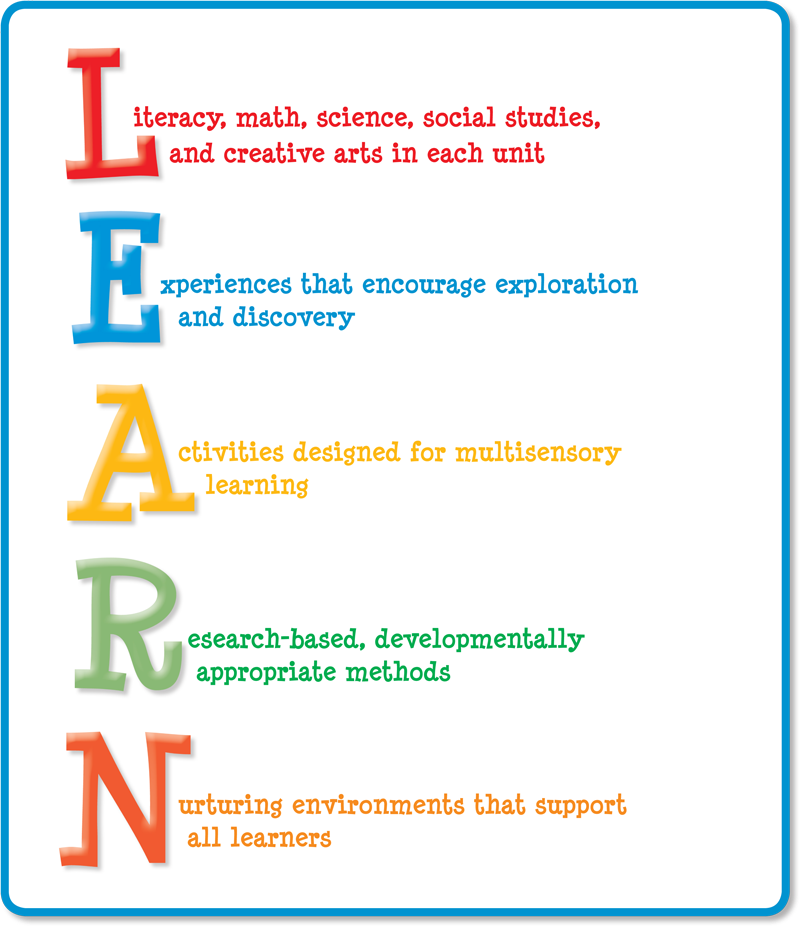 Literacy, math, science, social studies,
and creative arts in each unit
Experiences that encourage exploration
and discovery
Activities designed for multisensory
learning
Research-based, developmentally
appropriate methods
Nurturing environments that support
all learners